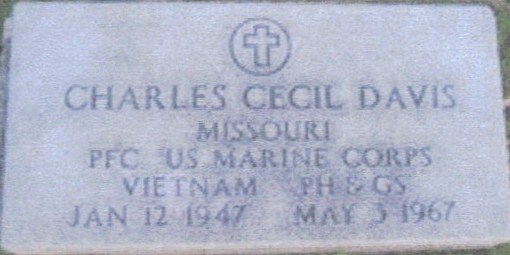 CHARLES CECIL DAVIS
MISSOURI
PFC US MARINE CORPS
VIETNAM PH & GS
JAN 12 1947 MAY 3 1967